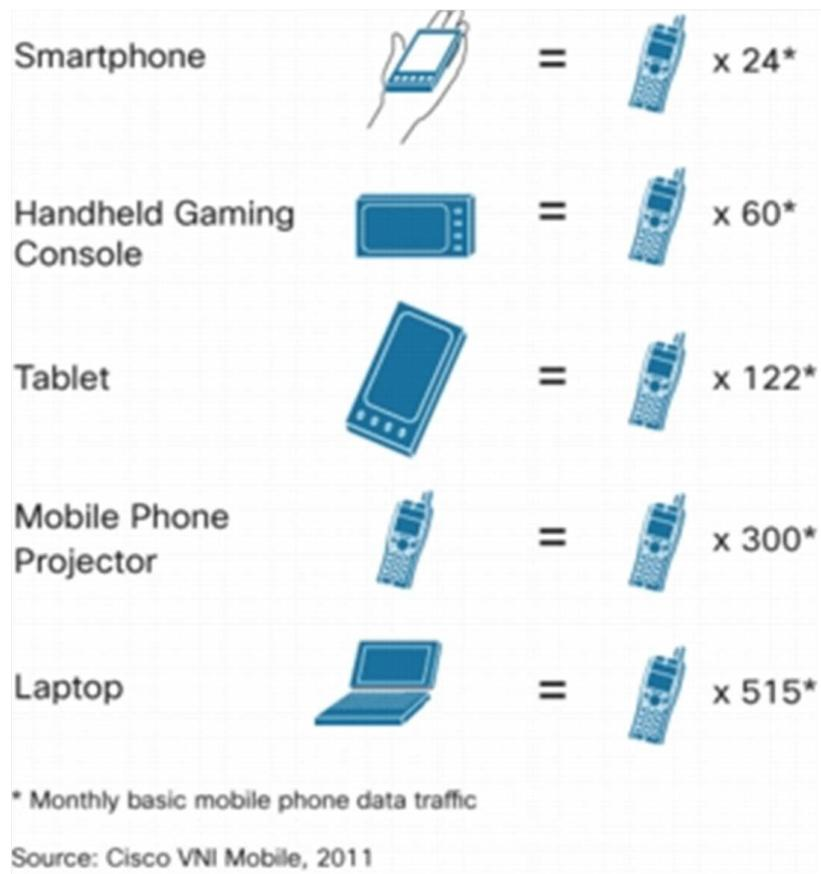 Smartphone = x 24*
Handheld Gaming = x 60*
Console
Tablet = x 122*
Mobile Phone = x 300*
Projector
Laptop = x 515*
* Monthly basic mobile phone data traffic
Source: Cisco VNI Mobile, 2011